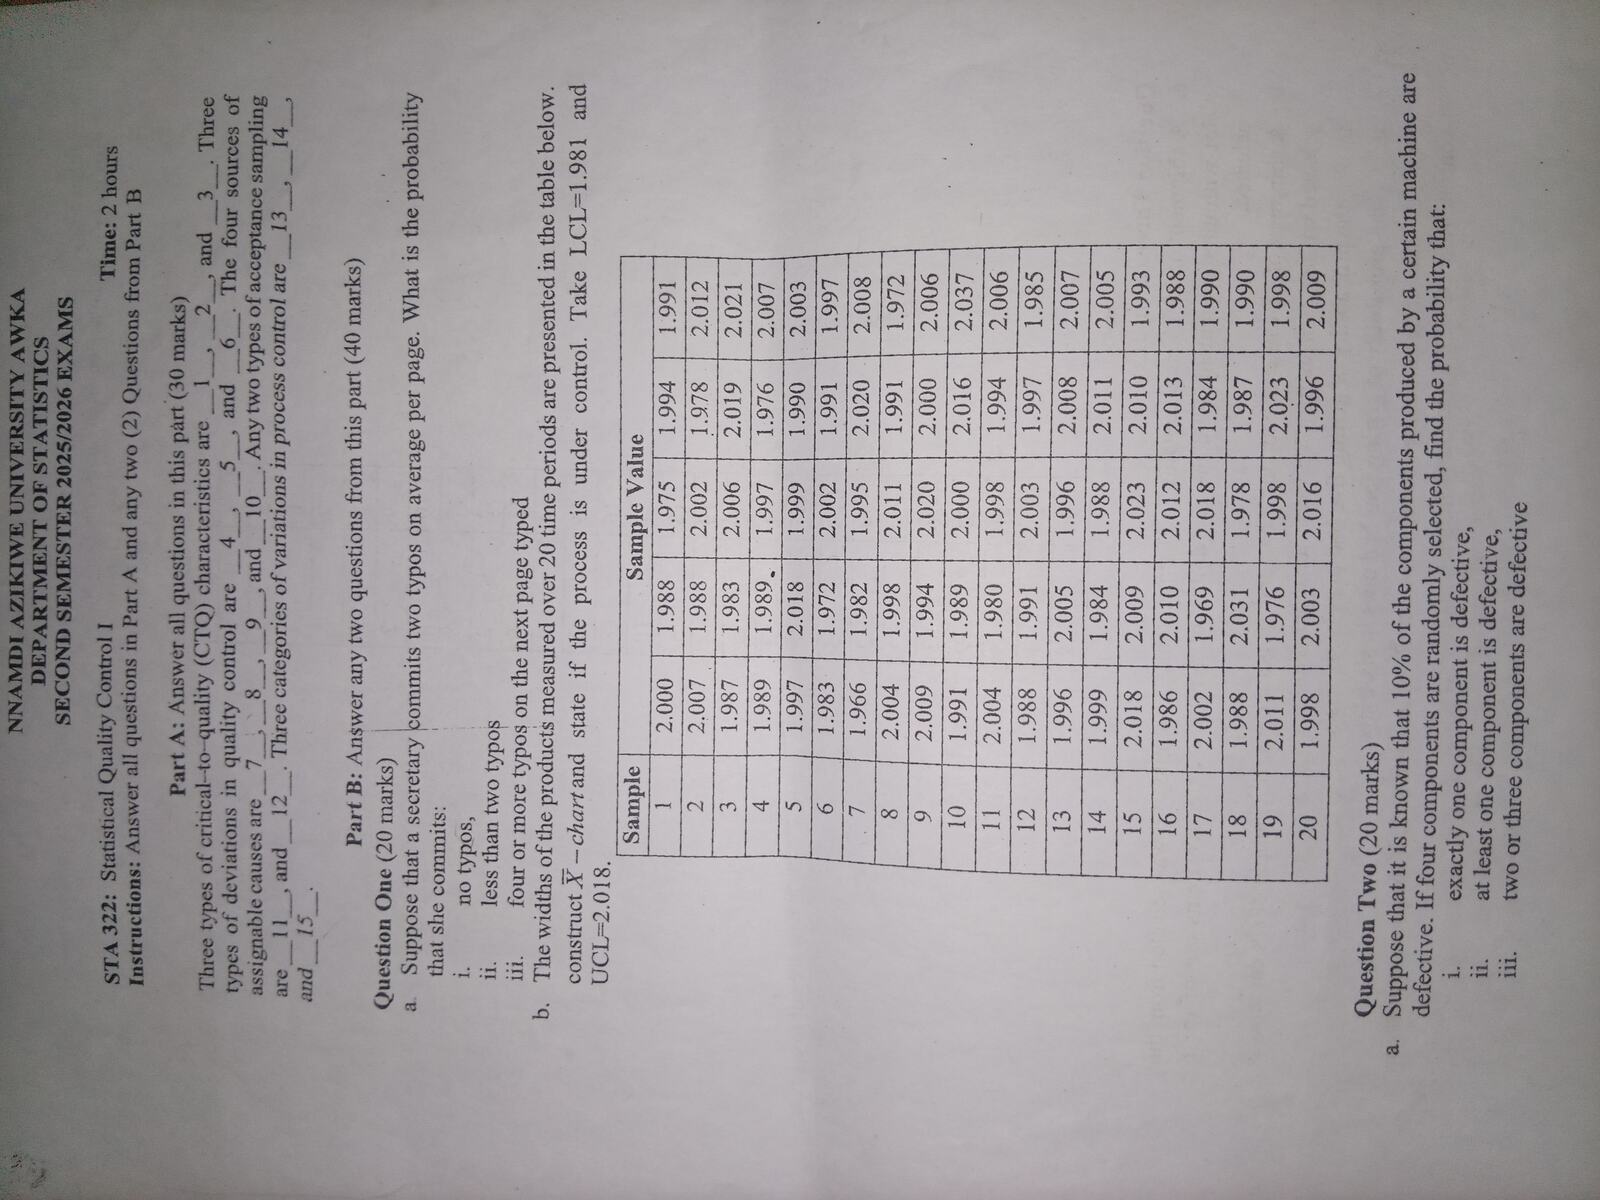 NNAMDI AZIKIWE UNIVERSITY AWKA
DEPARTMENT OF STATISTICS
SECOND SEMESTER 2025/2026 EXAMS
STA 322: Statistical Quality Control I Time: 2 hours
Instructions: Answer all questions in Part A and any two (2) Questions from Part B
Part A: Answer all questions in this part (30 marks)
Three types of critical–to–quality (CTQ) characteristics are __1__, __2__, and __3__. Three
types of deviations in quality control are __4__, __5__, and __6__. The four sources of
assignable causes are __7__, __8__, __9__, and __10__. Any two types of acceptance sampling
are __11__, and __12__. Three categories of variations in process control are __13__, __14__,
and __15__.
Part B: Answer any two questions from this part (40 marks)
Question One (20 marks)
a. Suppose that a secretary commits two typos on average per page. What is the probability
that she commits:
i. no typos,
ii. less than two typos
iii. four or more typos on the next page typed
b. The widths of the products measured over 20 time periods are presented in the table below.
construct X̅ – chart and state if the process is under control. Take LCL=1.981 and
UCL=2.018.
Sample Sample Value
1 2.000 1.988 1.975 1.994 1.991
2 2.007 1.988 2.002 1.978 2.012
3 1.987 1.983 2.006 2.019 2.021
4 1.989 1.989 1.997 1.976 2.007
5 1.997 2.018 1.999 1.990 2.003
6 1.983 1.972 2.002 1.991 1.997
7 1.966 1.982 1.995 2.020 2.008
8 2.004 1.998 2.011 1.991 1.972
9 2.009 1.994 2.020 2.000 2.006
10 1.991 1.989 2.000 2.016 2.037
11 2.004 1.980 1.998 1.994 2.006
12 1.988 1.991 2.003 1.997 1.985
13 1.996 2.005 1.996 2.008 2.007
14 1.999 1.984 1.988 2.011 2.005
15 2.018 2.009 2.023 2.010 1.993
16 1.986 2.010 2.012 2.013 1.988
17 2.002 1.969 2.018 1.984 1.990
18 1.988 2.031 1.978 1.987 1.990
19 2.011 1.976 1.998 2.023 1.998
20 1.998 2.003 2.016 1.996 2.009
Question Two (20 marks)
a. Suppose that it is known that 10% of the components produced by a certain machine are
defective. If four components are randomly selected, find the probability that:
i. exactly one component is defective,
ii. at least one component is defective,
iii. two or three components are defective